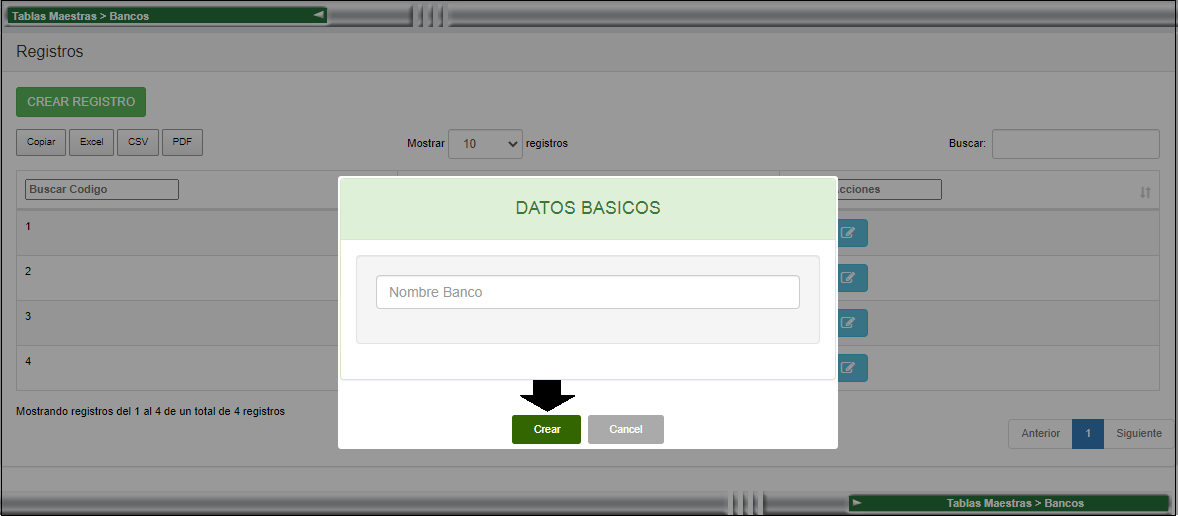 Tablas Maestras > Bancos
Registros
CREAR REGISTRO
Copiar Excel CSV PDF
Mostrar 10 registros
Buscar:
Buscar Codigo
cciones
DATOS BASICOS
1
2
Nombre Banco
3
4
Mostrando registros del 1 al 4 de un total de 4 registros
Crear Cancel
Anterior 1 Siguiente
Tablas Maestras > Bancos